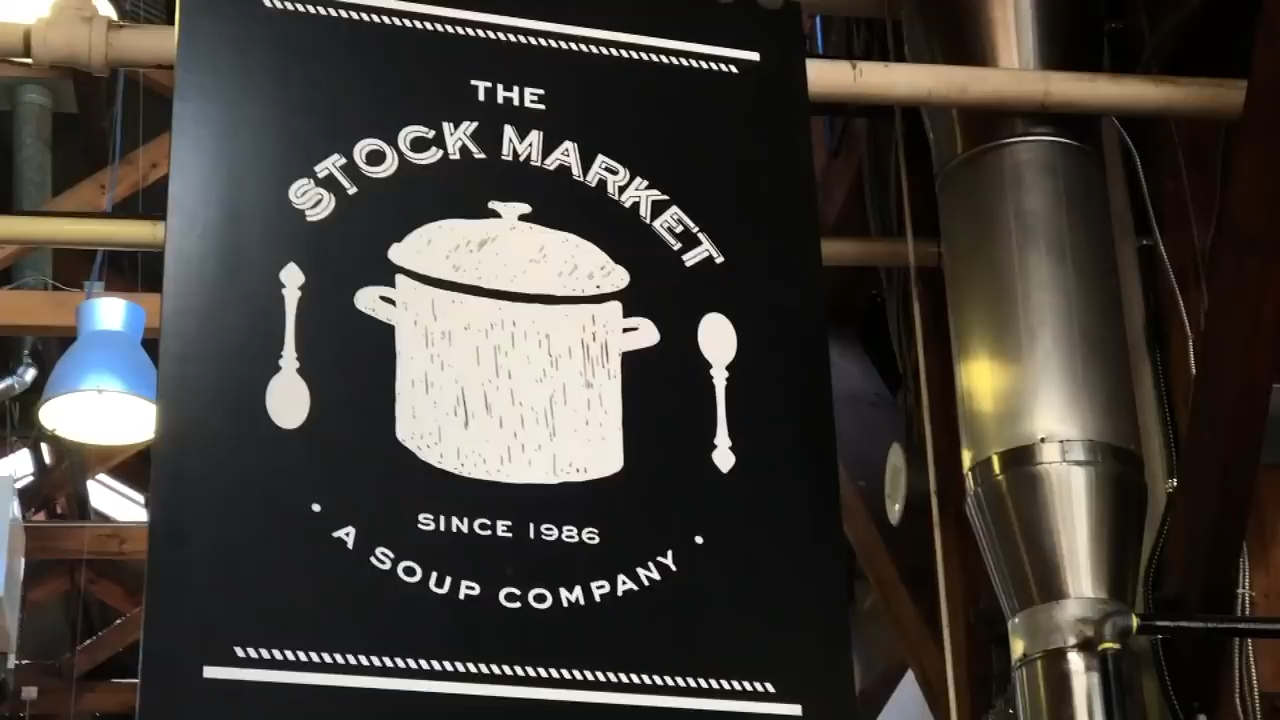 THE
STOCK MARKET
SINCE 1986
• A SOUP COMPANY •